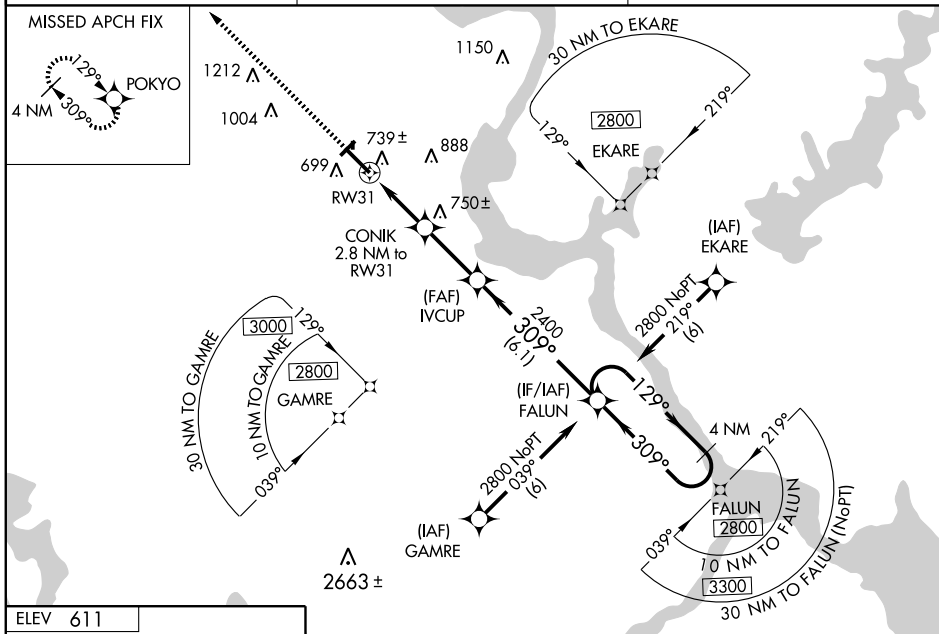 MISSED APCH FIX
129°
POKYO
4 NM
309°
1212
1004
1150
699
739±
888
RW31
750±
CONIK
2.8 NM to
RW31
(FAF)
IVCUP
30 NM TO EKARE
129°
219°
2800
EKARE
(IAF)
EKARE
2800 NoPT
219°
(6)
2400
309°
(6.1)
30 NM TO GAMRE
3000
129°
10 NM TO GAMRE
2800
GAMRE
039°
(IF/IAF)
FALUN
129°
309°
4 NM
2800 NoPT
039°
(6)
(IAF)
GAMRE
219°
039°
FALUN
2800
10 NM TO FALUN
3300
30 NM TO FALUN (NoPT)
2663 ±
ELEV 611